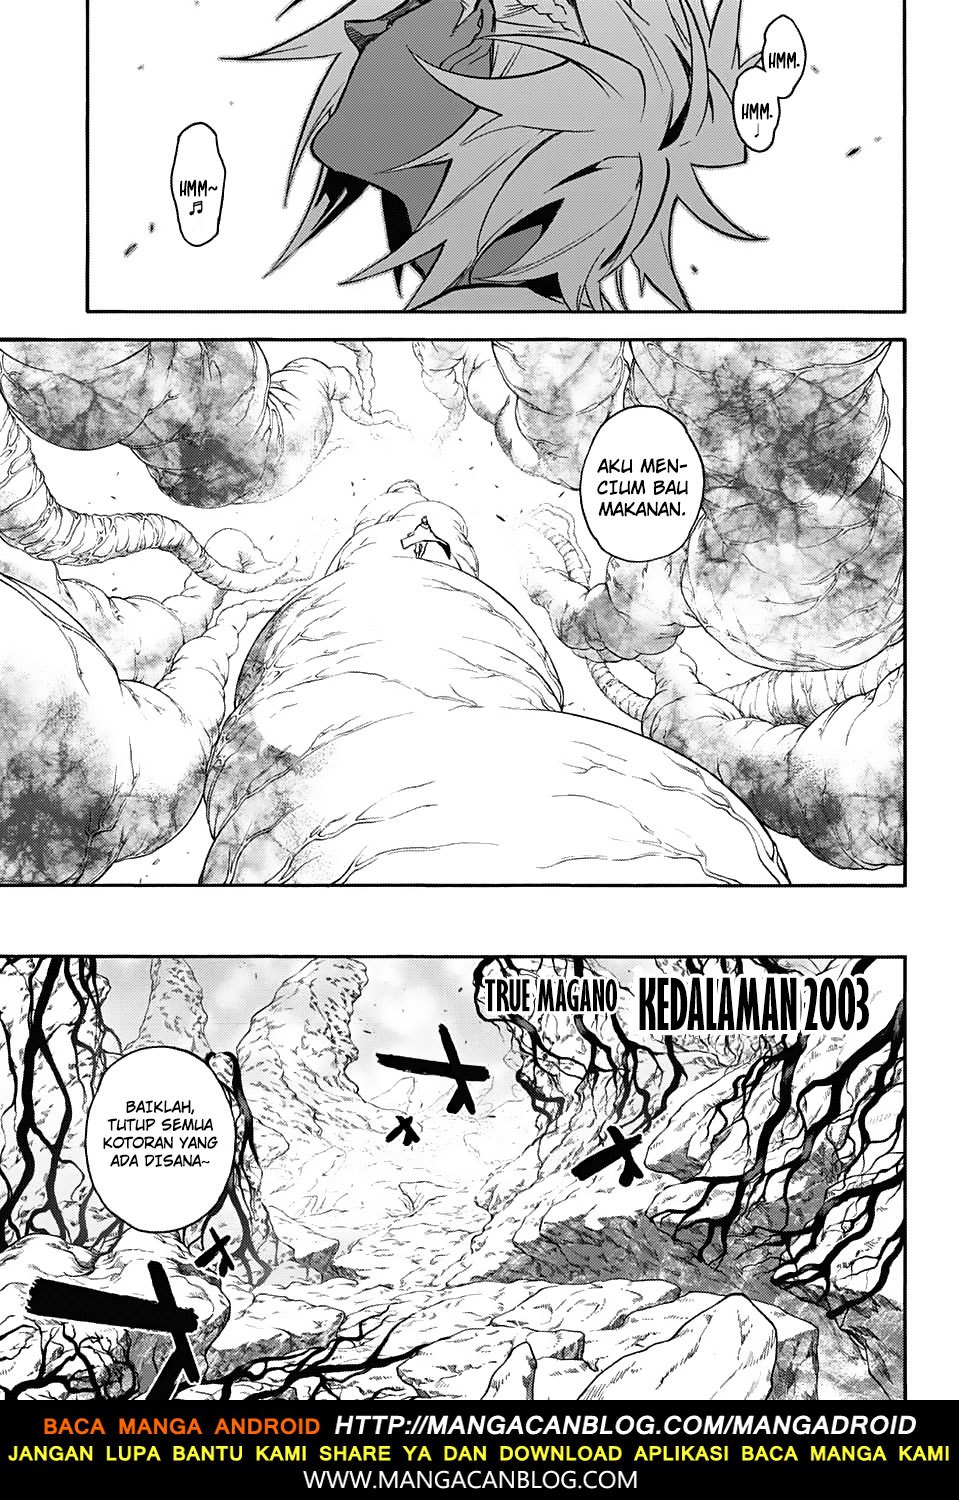 HMM.
HMM.
HMM~
AKU MEN-
CIUM BAU
MAKANAN.
TRUE MAGANO
KEDALAMAN 2003
BAIKLAH,
TUTUP SEMUA
KOTORAN YANG
ADA DISANA~
BACA MANGA ANDROID HTTP://MANGACANBLOG.COM/MANGADROID
JANGAN LUPA BANTU KAMI SHARE YA DAN DOWNLOAD APLIKASI BACA MANGA KAMI
WWW.MANGACANBLOG.COM